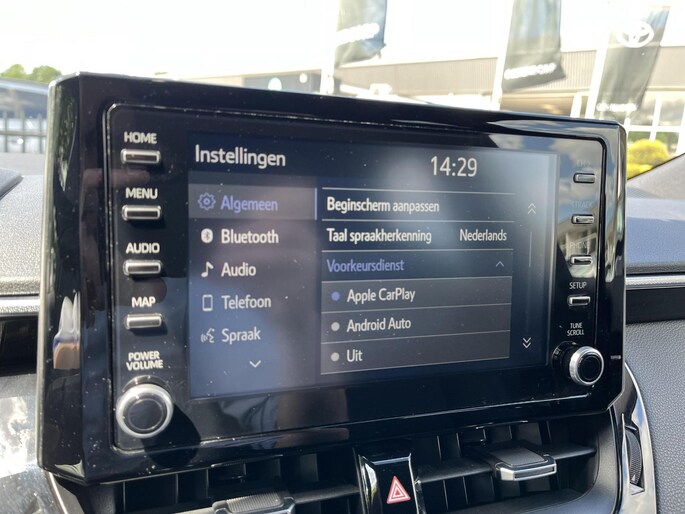 HOME
MENU
AUDIO
MAP
POWER
VOLUME
Instellingen
14:29
Algemeen
Bluetooth
Audio
Telefoon
Spraak
Beginscherm aanpassen
Taal spraakherkenning Nederlands
Voorkeursdienst
Apple CarPlay
Android Auto
Uit
SETUP
TUNE
SCROLL